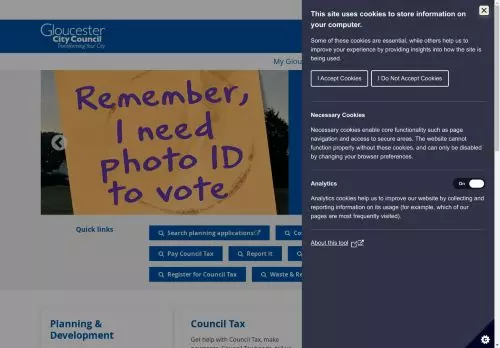 Gloucester
City Council
Transforming Your City
My Glou
Remember,
I need
photo ID
to vote.
Quick links
Search planning applications
Pay Council Tax
Report it
Register for Council Tax
Waste & Re
Planning &
Development
Council Tax
Get help with Council Tax, make
This site uses cookies to store information on
your computer.
Some of these cookies are essential, while others help us to
improve your experience by providing insights into how the site is
being used.
I Accept Cookies
I Do Not Accept Cookies
Necessary Cookies
Necessary cookies enable core functionality such as page
navigation and access to secure areas. The website cannot
function properly without these cookies, and can only be disabled
by changing your browser preferences.
Analytics
On
Analytics cookies help us to improve our website by collecting and
reporting information on its usage (for example, which of our
pages are most frequently visited).
About this tool